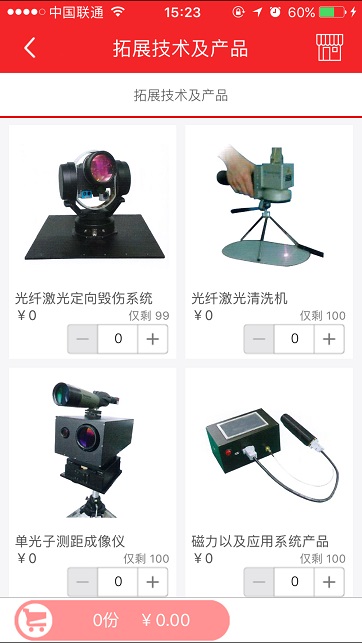 中国联通 15:23 60%
拓展技术及产品
拓展技术及产品
光纤激光定向毁伤系统
￥0 仅剩 99
0
光纤激光清洗机
￥0 仅剩 100
0
单光子测距成像仪
￥0 仅剩 100
0
磁力以及应用系统产品
￥0 仅剩 100
0
0份 ￥0.00